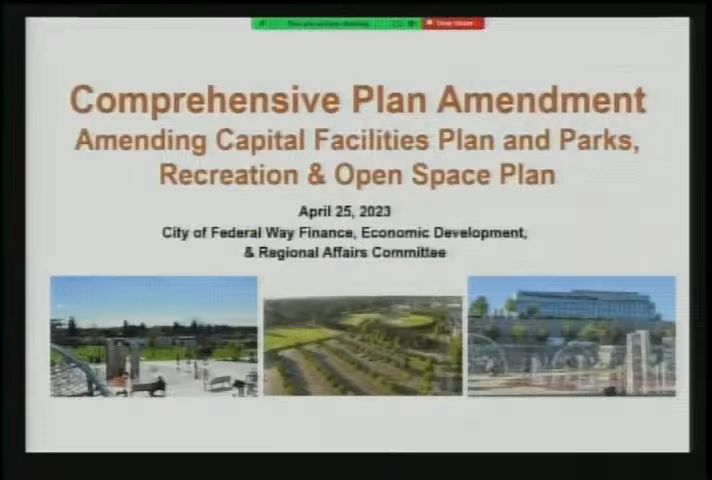 Comprehensive Plan Amendment
Amending Capital Facilities Plan and Parks,
Recreation & Open Space Plan
April 25, 2023
City of Federal Way Finance, Economic Development,
& Regional Affairs Committee